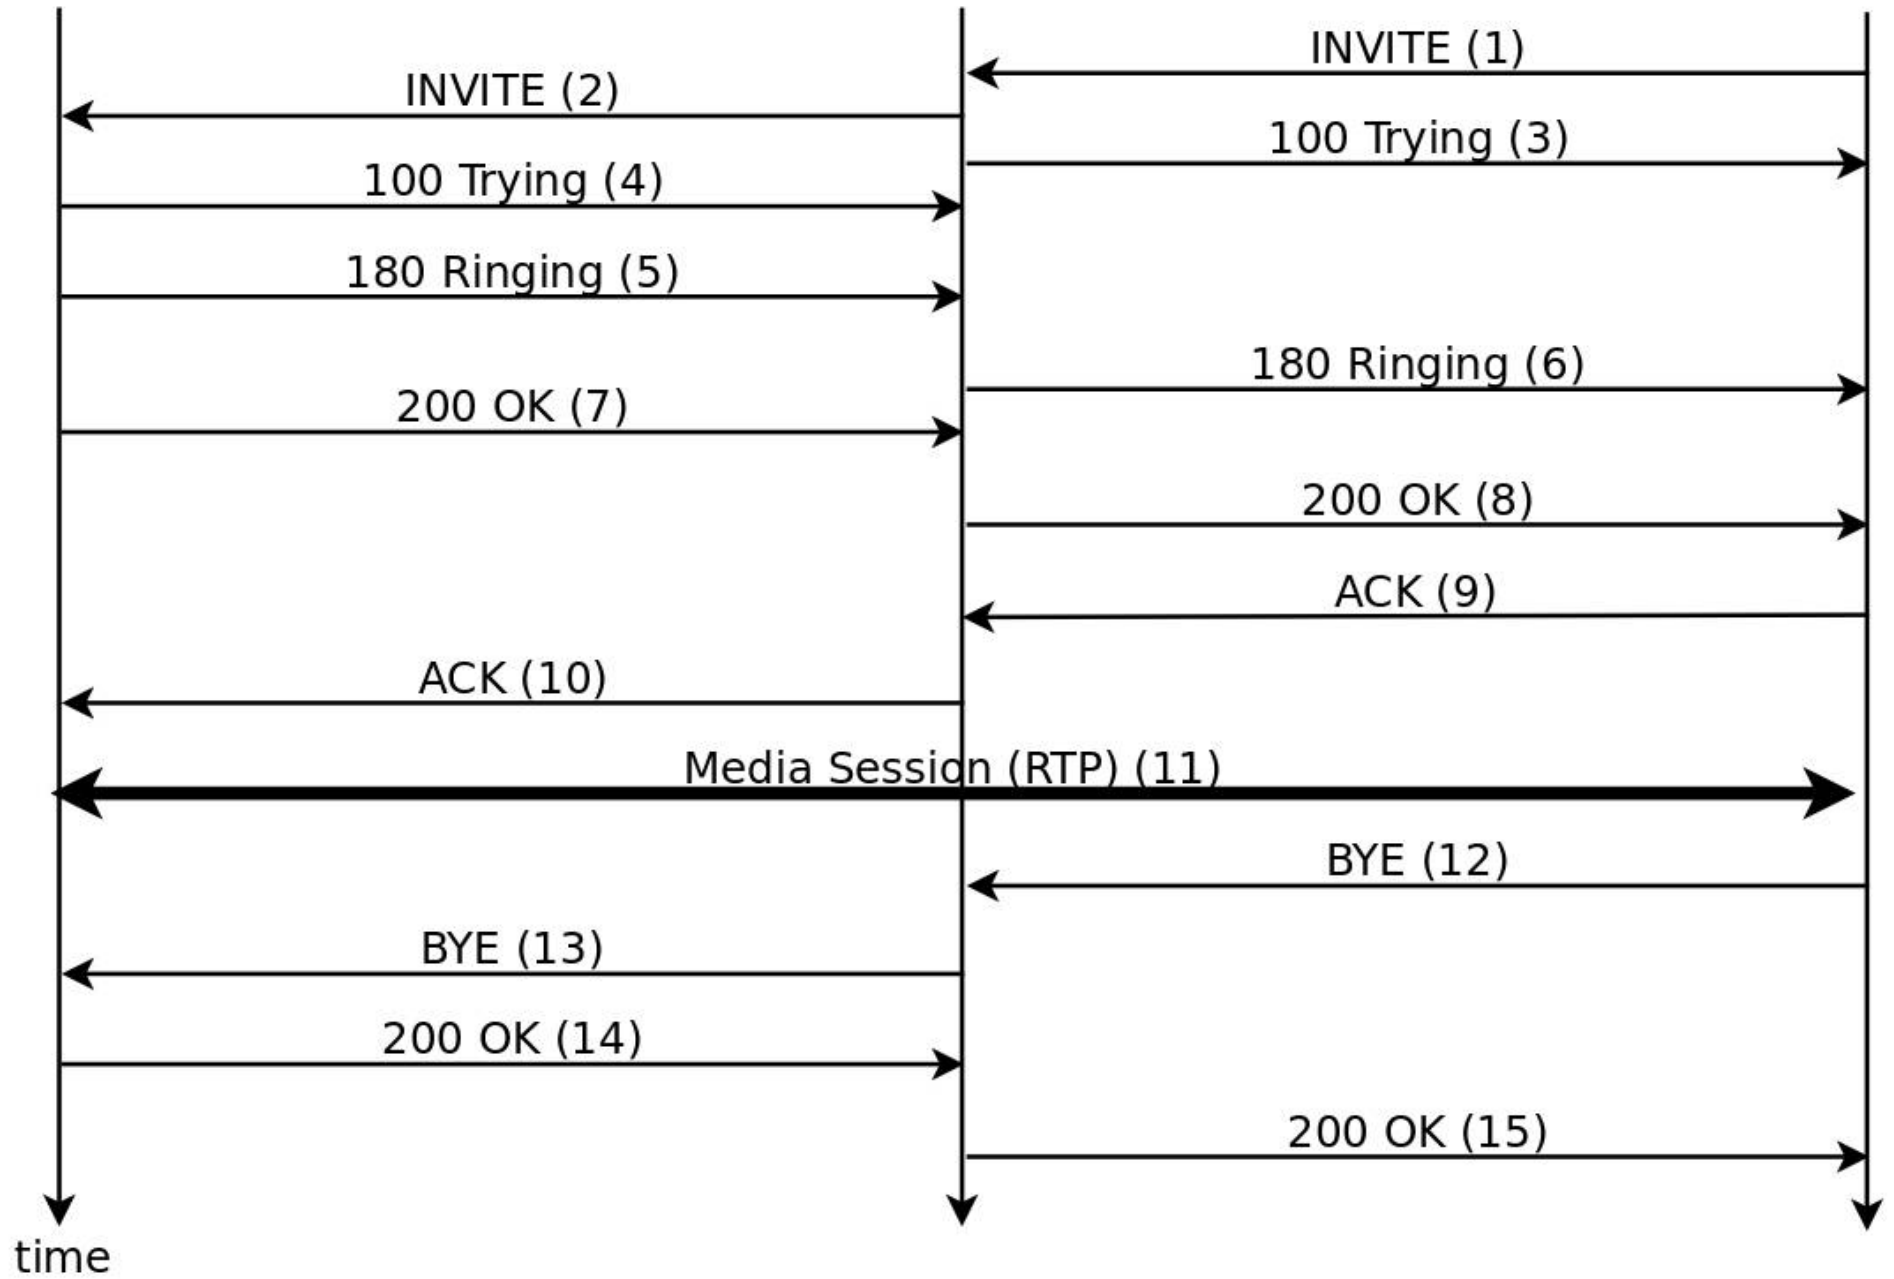 INVITE (1)
INVITE (2)
100 Trying (3)
100 Trying (4)
180 Ringing (5)
180 Ringing (6)
200 OK (7)
200 OK (8)
ACK (9)
ACK (10)
Media Session (RTP) (11)
BYE (12)
BYE (13)
200 OK (14)
200 OK (15)
time